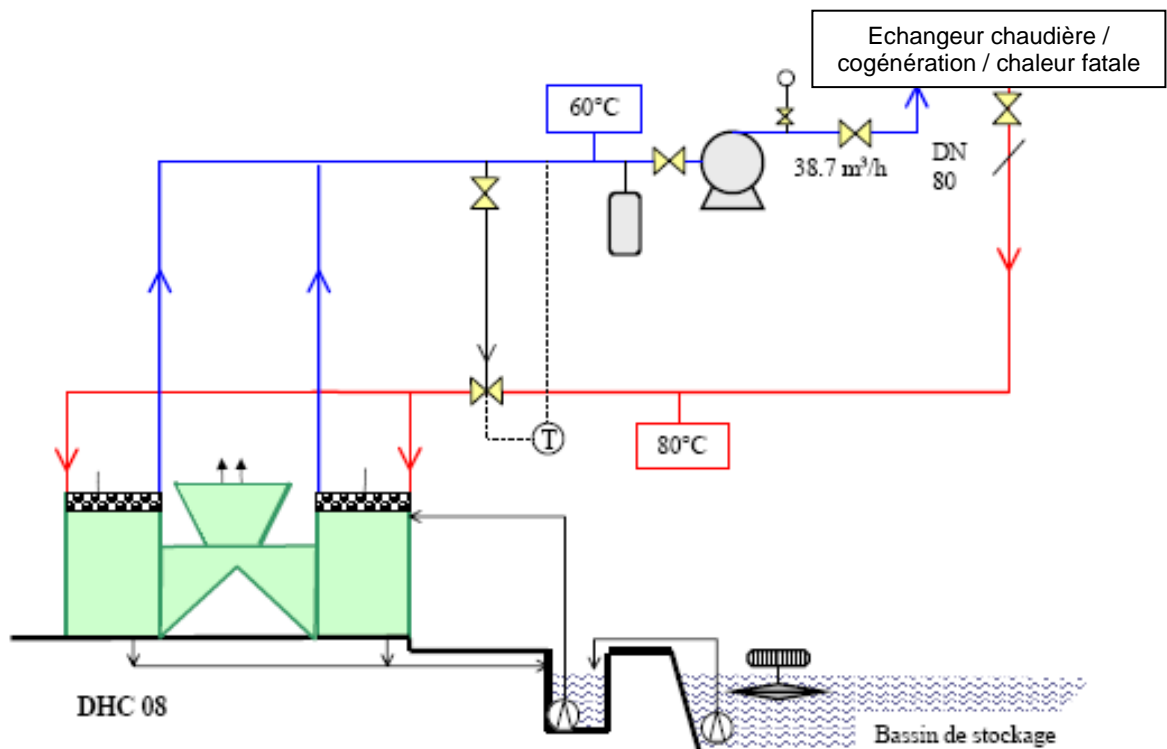 Echangeur chaudière /
cogénération / chaleur fatale
60°C
38.7 m³/h
DN
80
T
80°C
DHC 08
Bassin de stockage